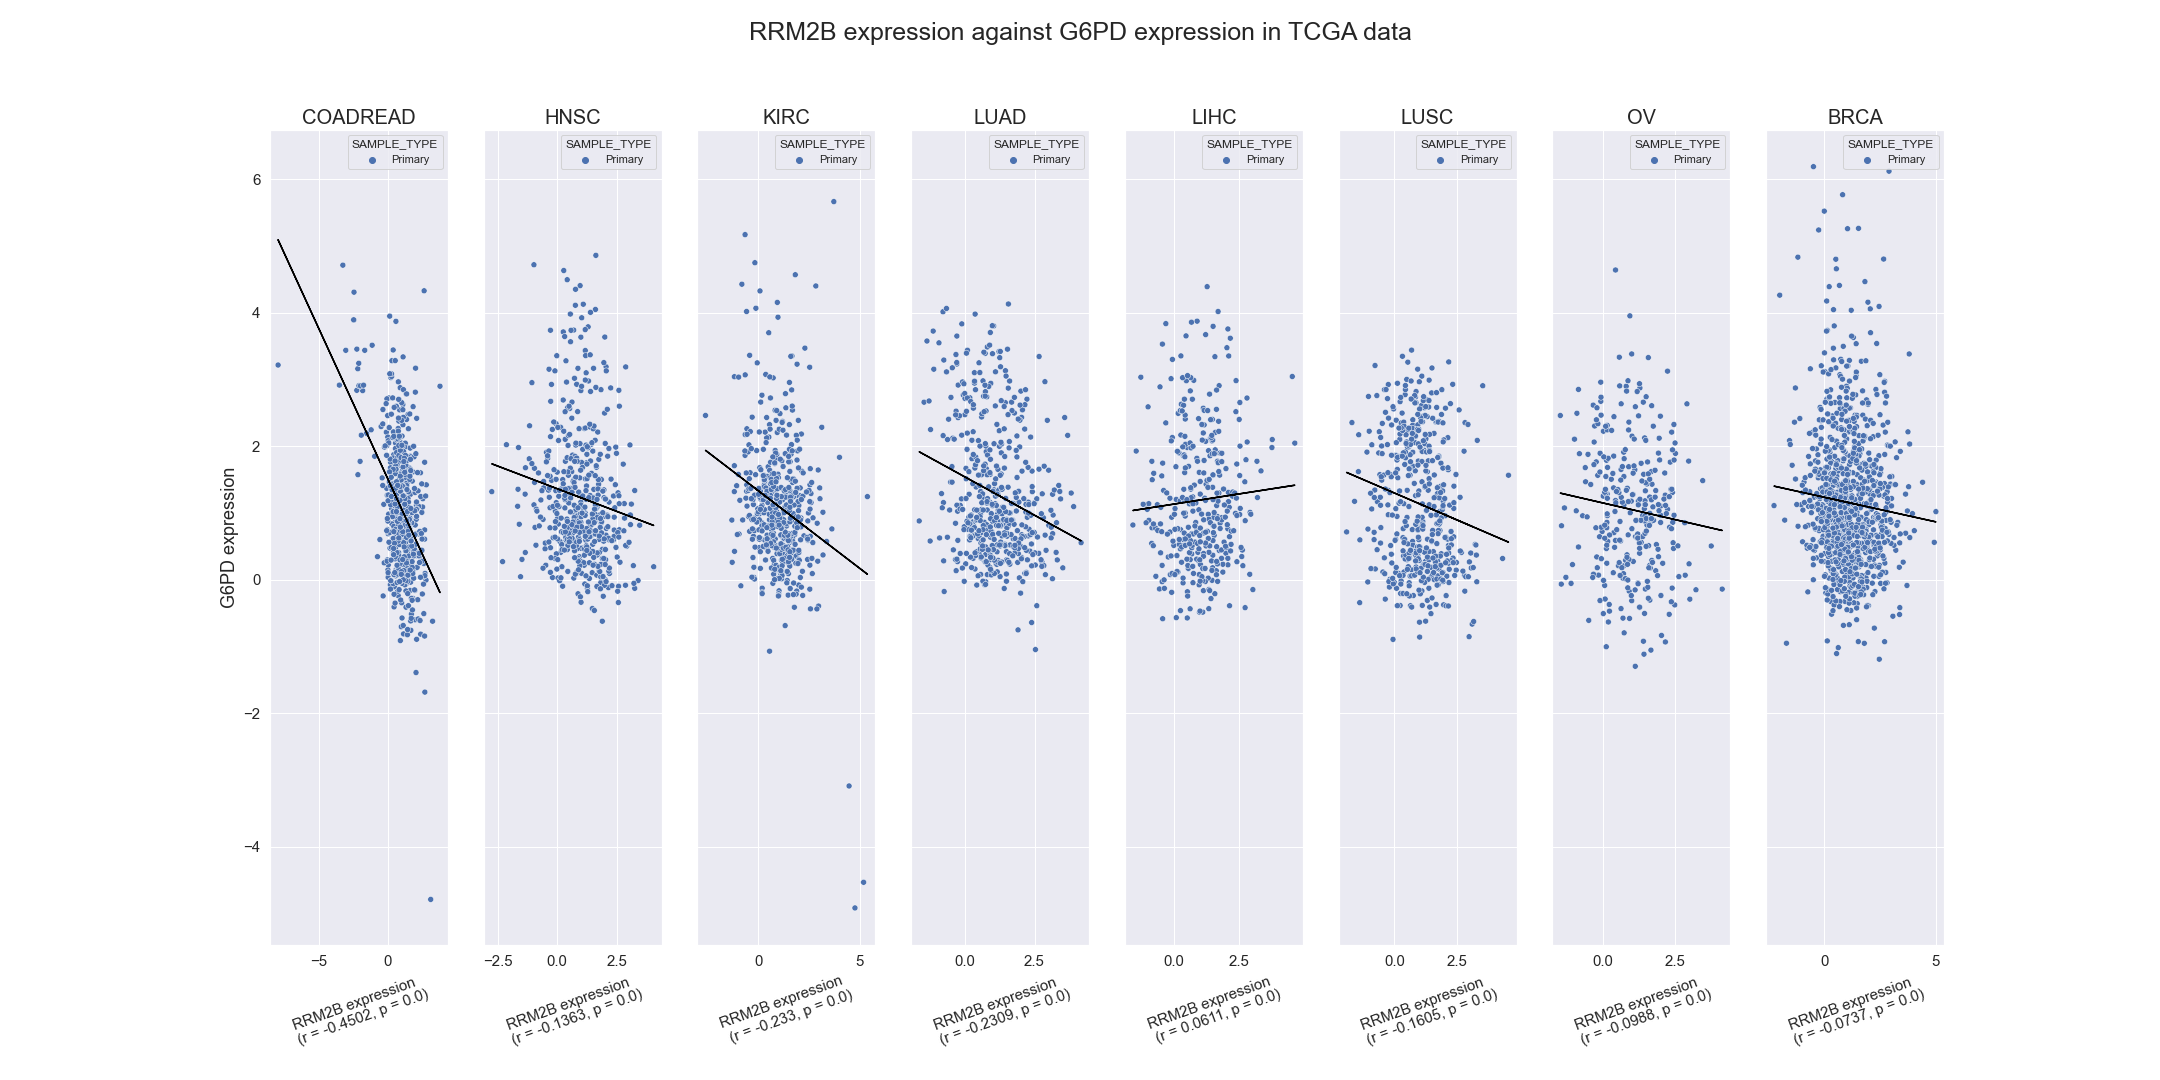 RRM2B expression against G6PD expression in TCGA data
COADREAD HNSC KIRC LUAD LIHC LUSC OV BRCA
SAMPLE_TYPE SAMPLE_TYPE SAMPLE_TYPE SAMPLE_TYPE SAMPLE_TYPE SAMPLE_TYPE SAMPLE_TYPE SAMPLE_TYPE
Primary Primary Primary Primary Primary Primary Primary Primary
6
4
2
0
−2
−4
G6PD expression
−5 0 −2.5 0.0 2.5 0 5 0.0 2.5 0.0 2.5 0.0 2.5 0.0 2.5 0 5
RRM2B expression
(r = -0.4502, p = 0.0)
RRM2B expression
(r = -0.1363, p = 0.0)
RRM2B expression
(r = -0.233, p = 0.0)
RRM2B expression
(r = -0.2309, p = 0.0)
RRM2B expression
(r = 0.0611, p = 0.0)
RRM2B expression
(r = -0.1605, p = 0.0)
RRM2B expression
(r = -0.0988, p = 0.0)
RRM2B expression
(r = -0.0737, p = 0.0)